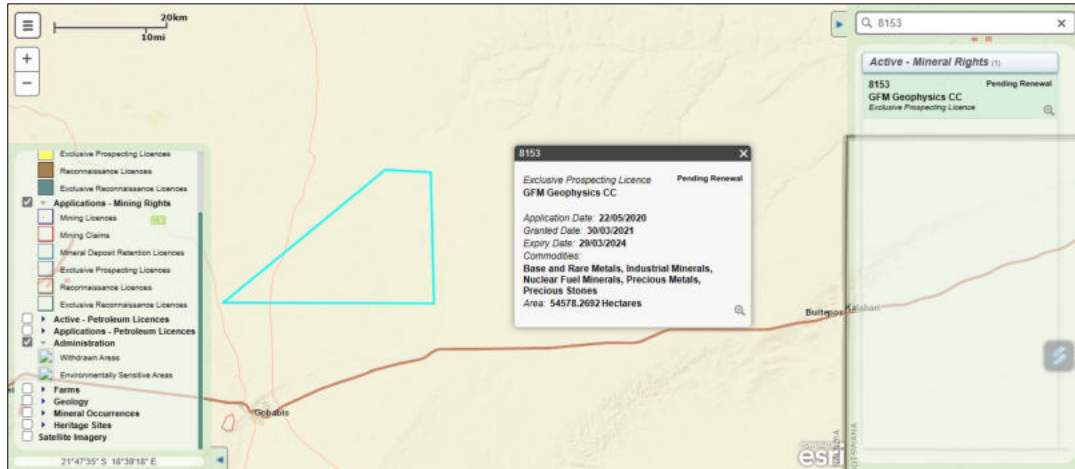 20km
10mi
+
−
Exclusive Prospecting Licences
Reconnaissance Licences
Exclusive Reconnaissance Licences
Applications - Mining Rights
Mining Licences
Mining Claims
Mineral Deposit Retention Licences
Exclusive Prospecting Licences
Reconnaissance Licences
Exclusive Reconnaissance Licences
Active - Petroleum Licences
Applications - Petroleum Licences
Administration
Withdrawn Areas
Environmentally Sensitive Areas
Farms
Geology
Mineral Occurrences
Heritage Sites
Satellite Imagery
21°47'35" S 18°39'18" E
Gobabis
8153
Exclusive Prospecting Licence Pending Renewal
GFM Geophysics CC
Application Date: 22/05/2020
Granted Date: 30/03/2021
Expiry Date: 29/03/2024
Commodities:
Base and Rare Metals, Industrial Minerals,
Nuclear Fuel Minerals, Precious Metals,
Precious Stones
Area: 54578.2692 Hectares
Buitepos
Kalahari
esri
8153
Active - Mineral Rights (1)
8153 Pending Renewal
GFM Geophysics CC
Exclusive Prospecting Licence